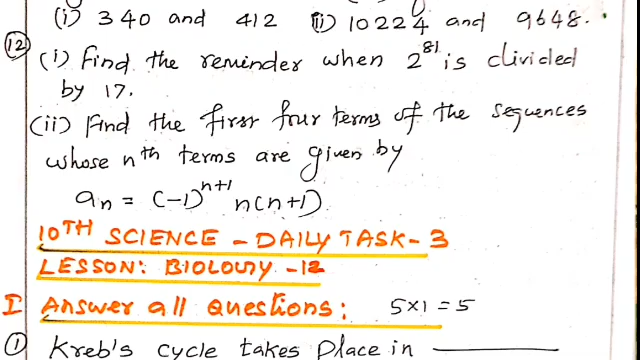 (i) 340 and 412 (ii) 10224 and 9648.
(12) (i) Find the reminder when 2^81 is divided
by 17.
(ii) Find the first four terms of the sequences
whose nth terms are given by
an = (-1)^n+1 n(n+1)
10TH SCIENCE - DAILY TASK - 3
LESSON: BIOLOGY - 12
I Answer all questions: 5×1=5
(1) Kreb's cycle takes place in ________